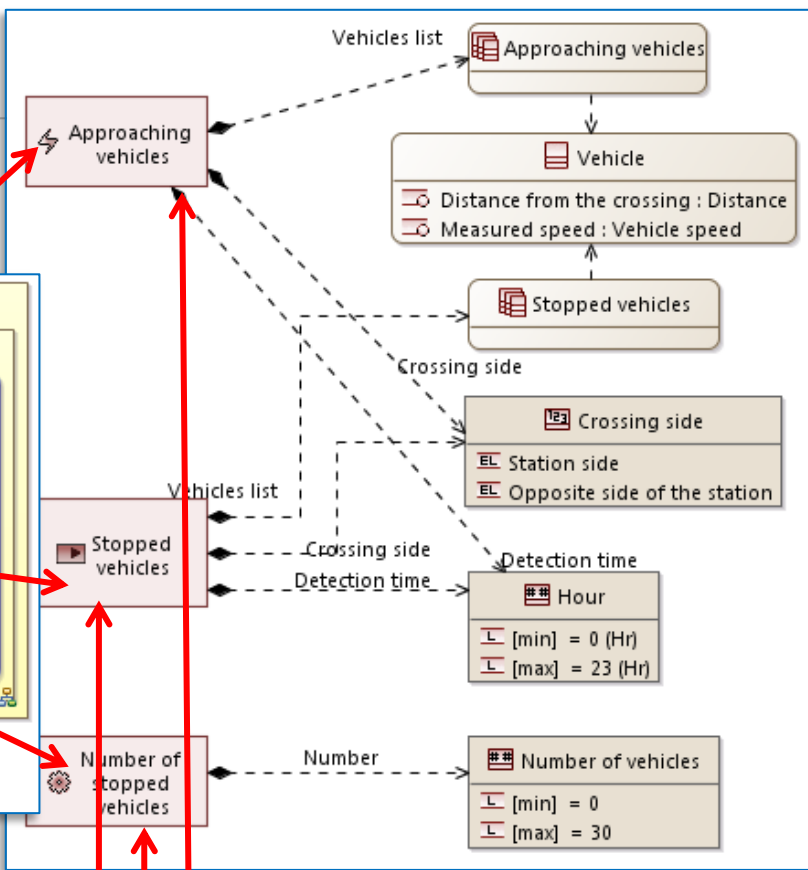 Vehicles list
Approaching vehicles
Approaching
vehicles
Vehicle
Distance from the crossing : Distance
Measured speed : Vehicle speed
Stopped vehicles
Crossing side
123
Crossing side
EL Station side
EL Opposite side of the station
Vehicles list
Stopped
vehicles
Crossing side
Detection time
Detection time
## Hour
L [min] = 0 (Hr)
L [max] = 23 (Hr)
Number of
stopped
vehicles
Number
## Number of vehicles
L [min] = 0
L [max] = 30